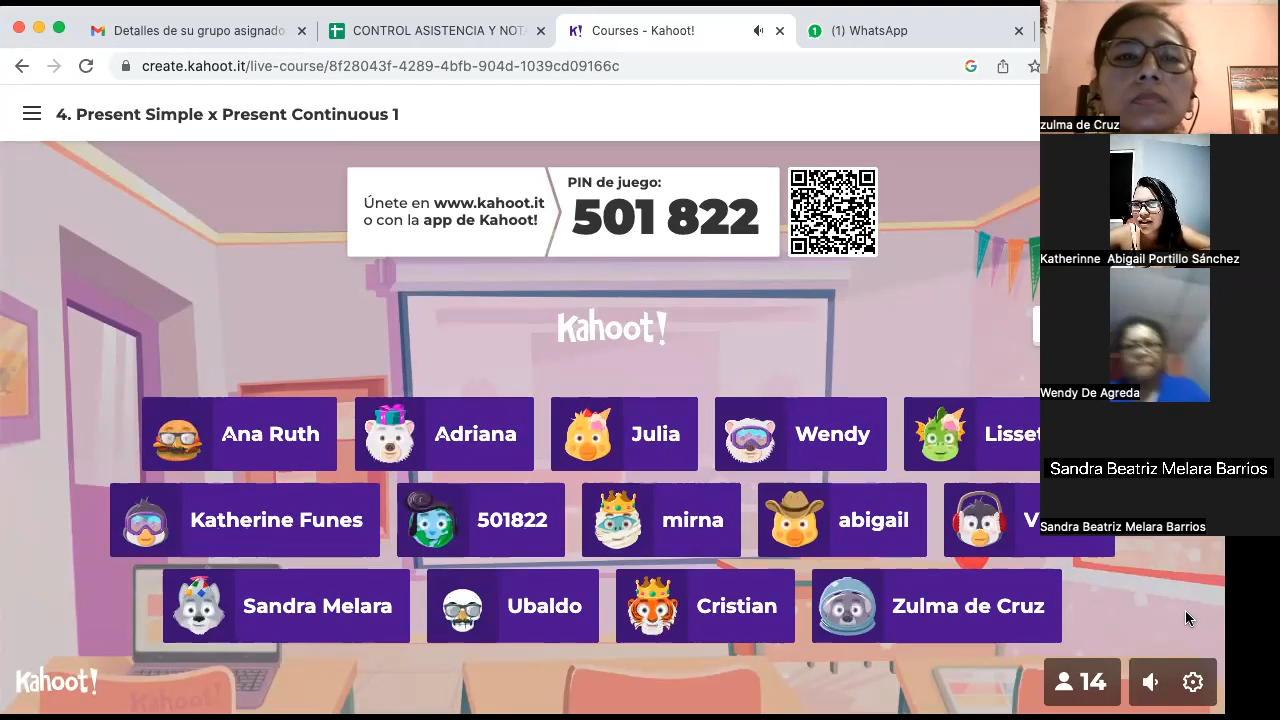 Detalles de su grupo asignado
CONTROL ASISTENCIA Y NOTA
Courses - Kahoot!
(1) WhatsApp
create.kahoot.it/live-course/8f28043f-4289-4bfb-904d-1039cd09166c
4. Present Simple x Present Continuous 1
Únete en www.kahoot.it
o con la app de Kahoot!
PIN de juego:
501 822
Kahoot!
Ana Ruth
Adriana
Julia
Wendy
Lisset
Katherine Funes
501822
mirna
abigail
V
Sandra Melara
Ubaldo
Cristian
Zulma de Cruz
Kahoot!
14
zulma de Cruz
Katherinne Abigail Portillo Sánchez
Wendy De Agreda
Sandra Beatriz Melara Barrios
Sandra Beatriz Melara Barrios